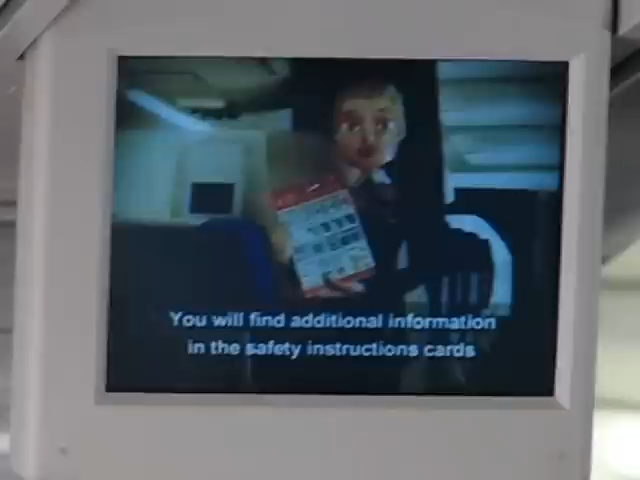 You will find additional information
in the safety instructions cards